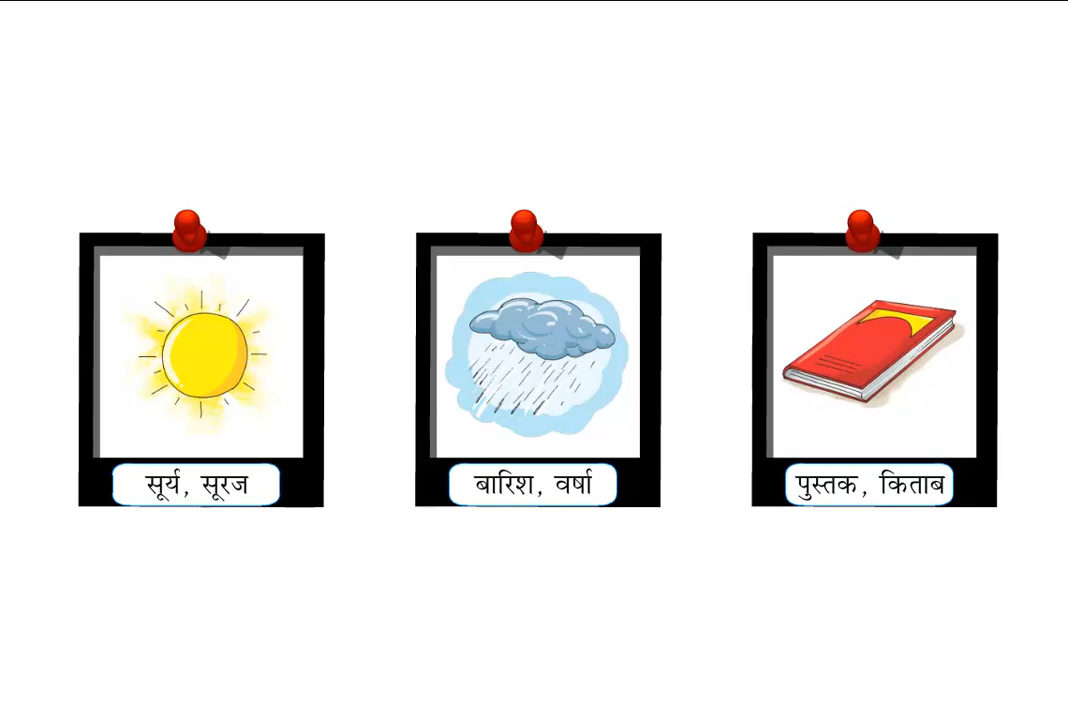 सूर्य, सूरज
बारिश, वर्षा
पुस्तक, किताब